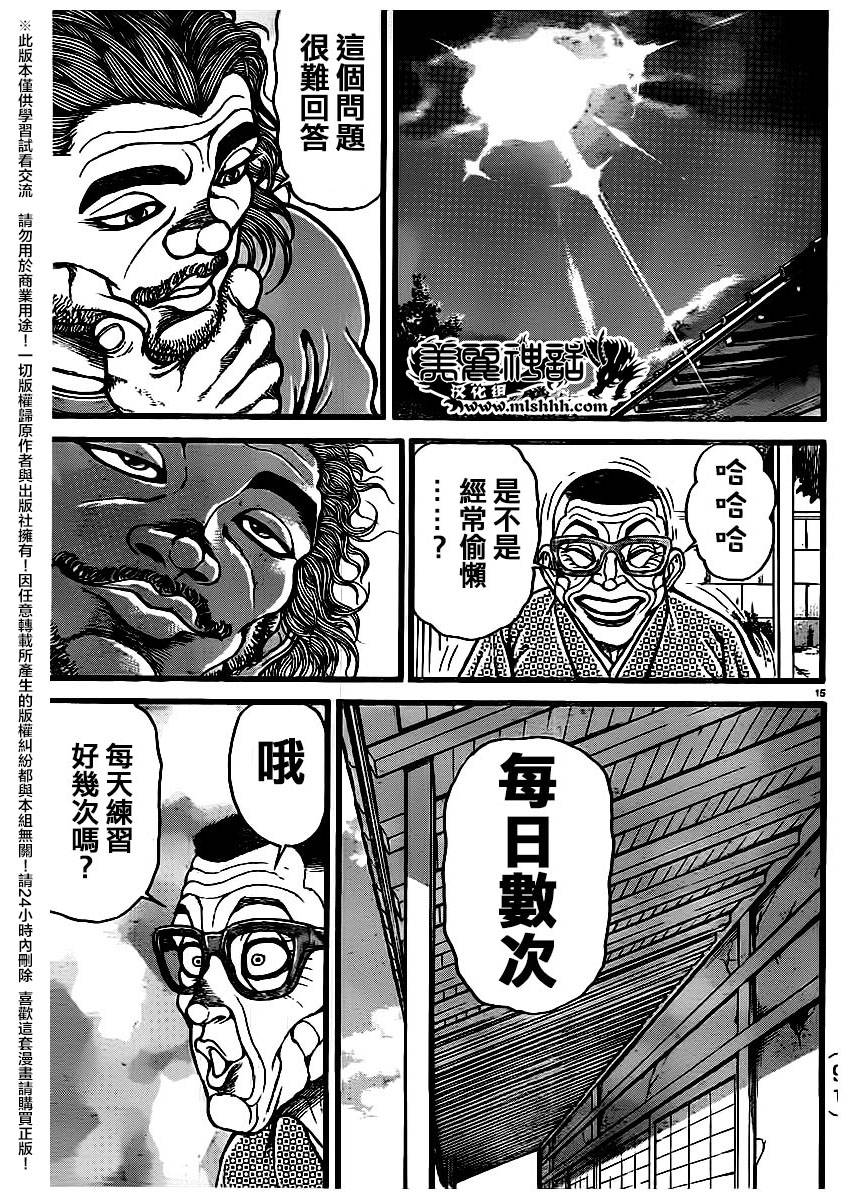 這個問題
很難回答
美麗神話
汉化组
www.mlshhh.com
哈哈哈
是不是
經常偷懶
……?
15
每日數次
哦
每天練習
好幾次嗎?
※此版本僅供學習試看交流 請勿用於商業用途！一切版權歸原作者與出版社擁有！因任意轉載所產生的版權糾紛都與本組無關！請24小時內刪除 喜歡這套漫畫請購買正版！